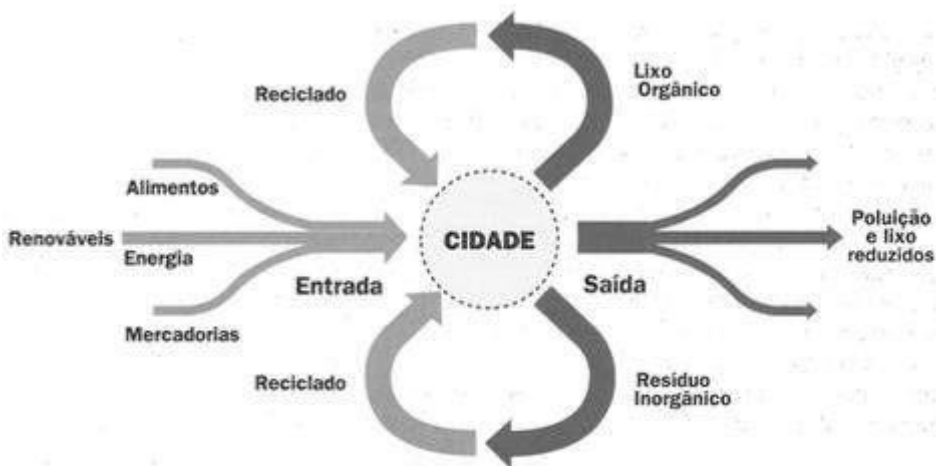 Reciclado
Lixo
Orgânico
Alimentos
Renováveis
Energia
Mercadorias
Entrada
CIDADE
Saída
Poluição
e lixo
reduzidos
Reciclado
Resíduo
Inorgânico